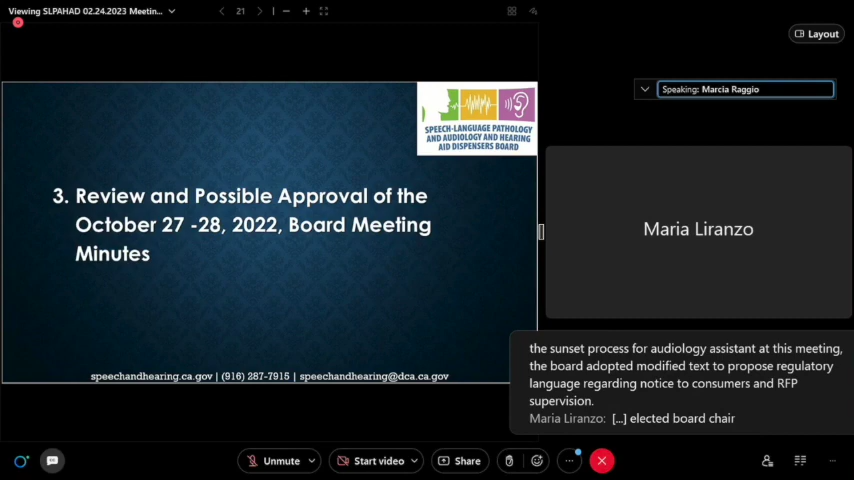 Viewing SLPAHAD 02.24.2023 Meetin...
21
Layout
Speaking: Marcia Raggio
SPEECH-LANGUAGE PATHOLOGY
AND AUDIOLOGY AND HEARING
AID DISPENSERS BOARD
3. Review and Possible Approval of the
October 27 -28, 2022, Board Meeting
Minutes
speechandhearing.ca.gov | (916) 287-7915 | speechandhearing@dca.ca.gov
Maria Liranzo
the sunset process for audiology assistant at this meeting,
the board adopted modified text to propose regulatory
language regarding notice to consumers and RFP
supervision.
Maria Liranzo: [...] elected board chair
Unmute
Start video
Share